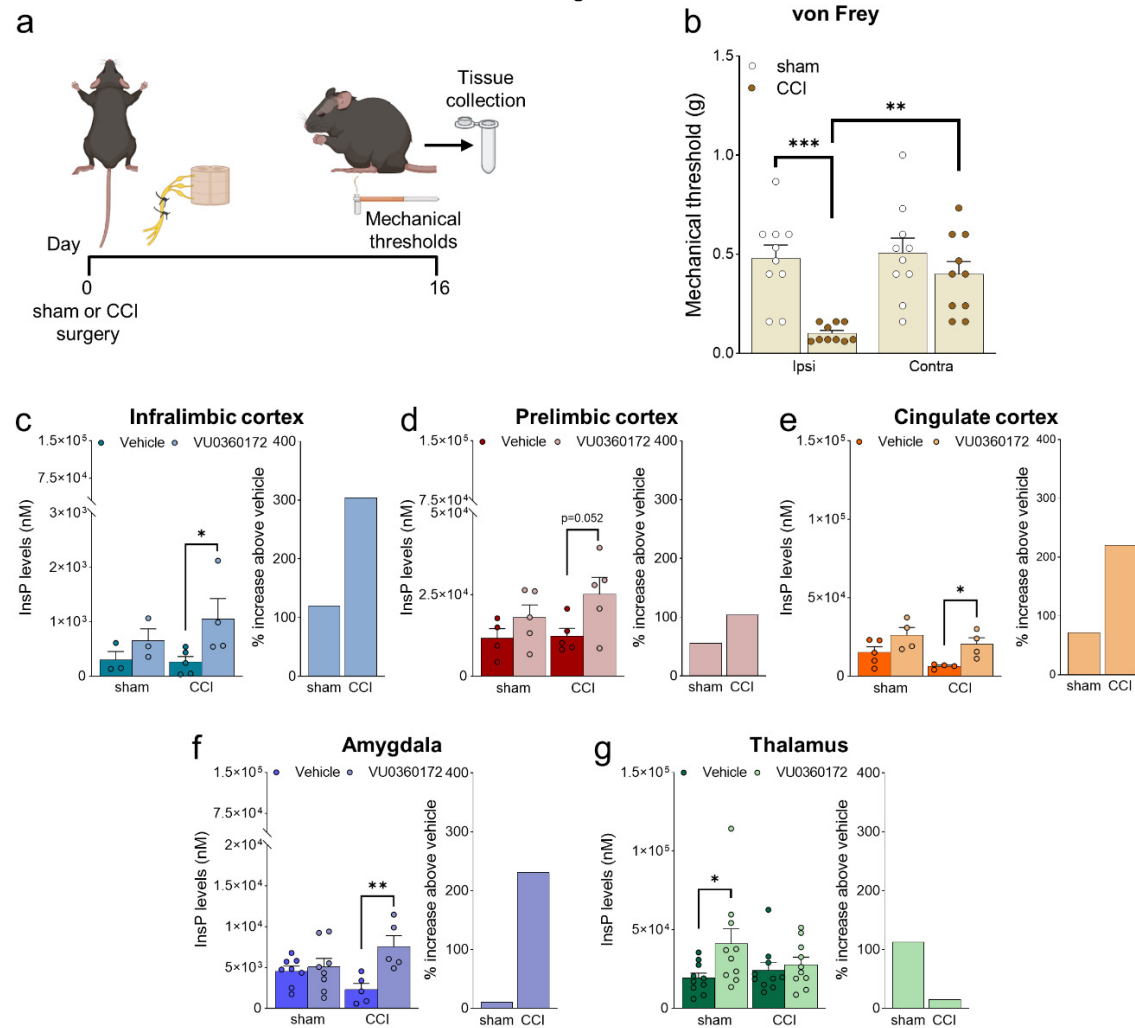 a
Tissue
collection
Mechanical
thresholds
Day
0
16
sham or CCI
surgery
b
von Frey
Mechanical threshold (g)
1.5
1.0
0.5
0.0
sham
CCI
***
**
Ipsi
Contra
c
Infralimbic cortex
Vehicle
VU0360172
InsP levels (nM)
1.5×10⁵
7.5×10⁴
3×10³
2×10³
1×10³
0
*
sham
CCI
% increase above vehicle
400
300
200
100
0
sham CCI
d
Prelimbic cortex
Vehicle
VU0360172
InsP levels (nM)
1.5×10⁵
7.5×10⁴
5×10⁴
2.5×10⁴
0
p=0.052
sham
CCI
% increase above vehicle
400
300
200
100
0
sham CCI
e
Cingulate cortex
Vehicle
VU0360172
InsP levels (nM)
1.5×10⁵
1×10⁵
5×10⁴
0
*
sham
CCI
% increase above vehicle
400
300
200
100
0
sham CCI
f
Amygdala
Vehicle
VU0360172
InsP levels (nM)
1.5×10⁵
7.5×10⁴
2×10⁴
1×10⁴
5×10³
0
**
sham
CCI
% increase above vehicle
400
300
200
100
0
sham CCI
g
Thalamus
Vehicle
VU0360172
InsP levels (nM)
1.5×10⁵
1×10⁵
5×10⁴
0
*
sham
CCI
% increase above vehicle
400
300
200
100
0
sham CCI